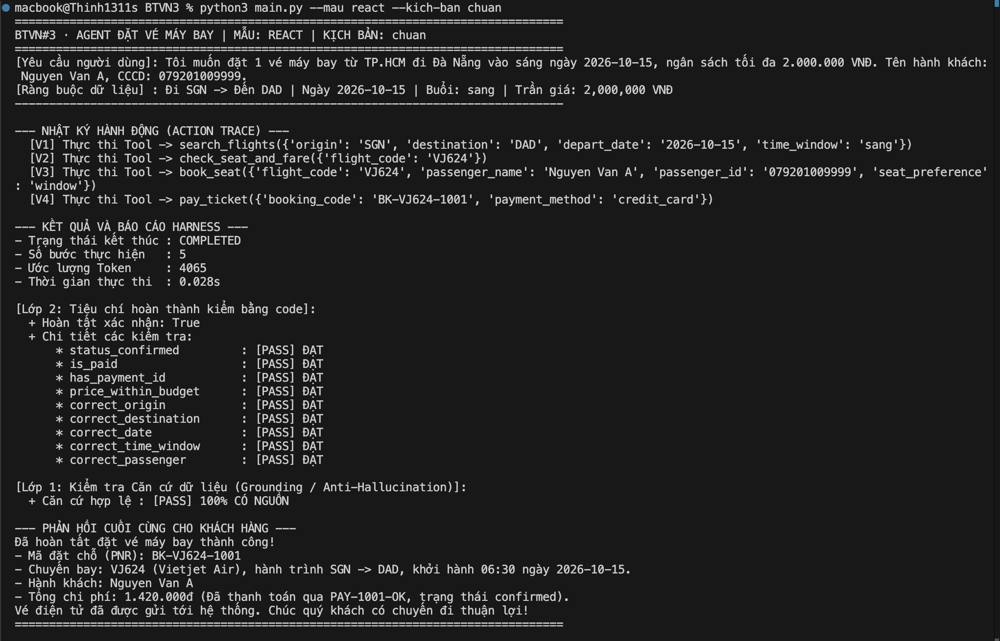 macbook@Thinh1311s BTVN3 % python3 main.py --mau react --kich-ban chuan
================================================================================
BTVN#3 · AGENT ĐẶT VÉ MÁY BAY | MẪU: REACT | KỊCH BẢN: chuan
================================================================================
[Yêu cầu người dùng]: Tôi muốn đặt 1 vé máy bay từ TP.HCM đi Đà Nẵng vào sáng ngày 2026-10-15, ngân sách tối đa 2.000.000 VNĐ. Tên hành khách:
 Nguyen Van A, CCCD: 079201009999.
[Ràng buộc dữ liệu] : Đi SGN -> Đến DAD | Ngày 2026-10-15 | Buổi: sang | Trần giá: 2,000,000 VNĐ
--------------------------------------------------------------------------------
--- NHẬT KÝ HÀNH ĐỘNG (ACTION TRACE) ---
  [V1] Thực thi Tool -> search_flights({'origin': 'SGN', 'destination': 'DAD', 'depart_date': '2026-10-15', 'time_window': 'sang'})
  [V2] Thực thi Tool -> check_seat_and_fare({'flight_code': 'VJ624'})
  [V3] Thực thi Tool -> book_seat({'flight_code': 'VJ624', 'passenger_name': 'Nguyen Van A', 'passenger_id': '079201009999', 'seat_preference'
: 'window'})
  [V4] Thực thi Tool -> pay_ticket({'booking_code': 'BK-VJ624-1001', 'payment_method': 'credit_card'})
--- KẾT QUẢ VÀ BÁO CÁO HARNESS ---
- Trạng thái kết thúc : COMPLETED
- Số bước thực hiện   : 5
- Ước lượng Token     : 4065
- Thời gian thực thi  : 0.028s
[Lớp 2: Tiêu chí hoàn thành kiểm bằng code]:
  + Hoàn tất xác nhận: True
  + Chi tiết các kiểm tra:
      * status_confirmed         : [PASS] ĐẠT
      * is_paid                  : [PASS] ĐẠT
      * has_payment_id           : [PASS] ĐẠT
      * price_within_budget      : [PASS] ĐẠT
      * correct_origin           : [PASS] ĐẠT
      * correct_destination      : [PASS] ĐẠT
      * correct_date             : [PASS] ĐẠT
      * correct_time_window      : [PASS] ĐẠT
      * correct_passenger        : [PASS] ĐẠT
[Lớp 1: Kiểm tra Căn cứ dữ liệu (Grounding / Anti-Hallucination)]:
  + Căn cứ hợp lệ : [PASS] 100% CÓ NGUỒN
--- PHẢN HỒI CUỐI CÙNG CHO KHÁCH HÀNG ---
Đã hoàn tất đặt vé máy bay thành công!
- Mã đặt chỗ (PNR): BK-VJ624-1001
- Chuyến bay: VJ624 (Vietjet Air), hành trình SGN -> DAD, khởi hành 06:30 ngày 2026-10-15.
- Hành khách: Nguyen Van A
- Tổng chi phí: 1.420.000đ (Đã thanh toán qua PAY-1001-OK, trạng thái confirmed).
Vé điện tử đã được gửi tới hệ thống. Chúc quý khách có chuyến đi thuận lợi!
================================================================================